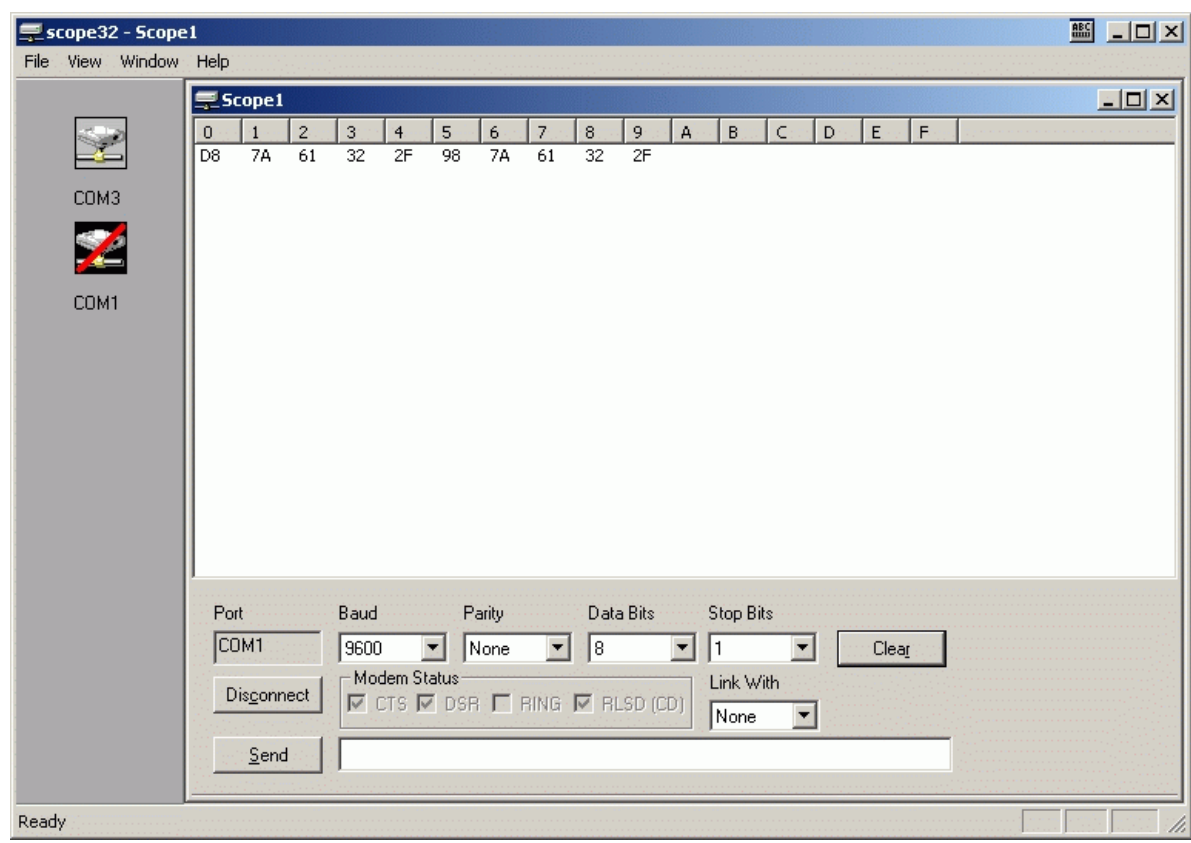 scope32 - Scope1
ABC
File View Window Help
Scope1
0 1 2 3 4 5 6 7 8 9 A B C D E F
D8 7A 61 32 2F 98 7A 61 32 2F
COM3
COM1
Port Baud Parity Data Bits Stop Bits
COM1 9600 None 8 1 Clear
Disconnect Modem Status Link With
CTS DSR RING RLSD (CD)
None
Send
Ready